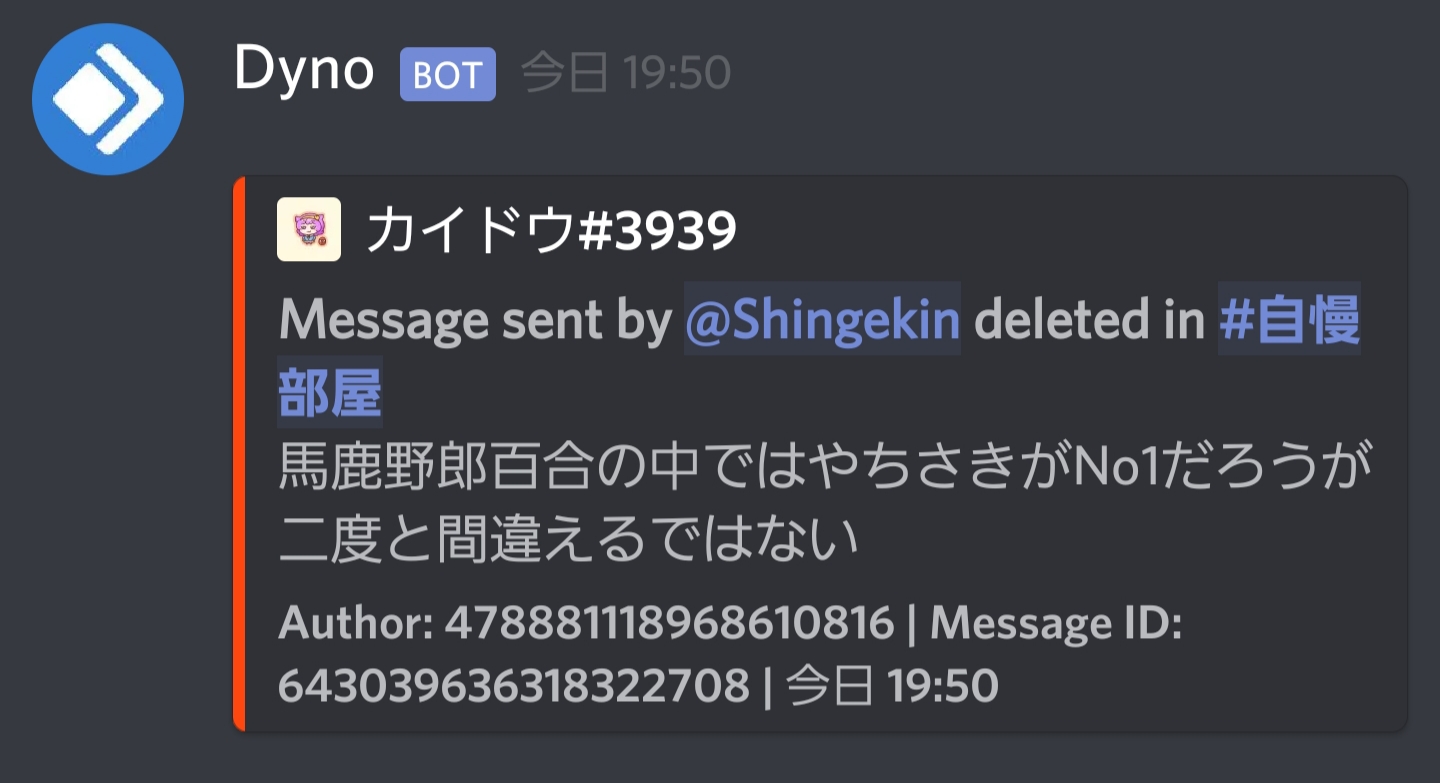 Dyno BOT 今日 19:50
カイドウ#3939
Message sent by @Shingekin deleted in #自慢
部屋
馬鹿野郎百合の中ではやちさきがNo1だろうが
二度と間違えるではない
Author: 478881118968610816 | Message ID:
643039636318322708 | 今日 19:50